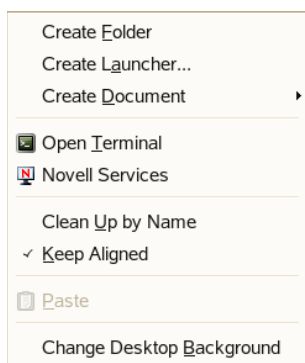 Create Folder
Create Launcher...
Create Document
Open Terminal
N Novell Services
Clean Up by Name
Keep Aligned
Paste
Change Desktop Background